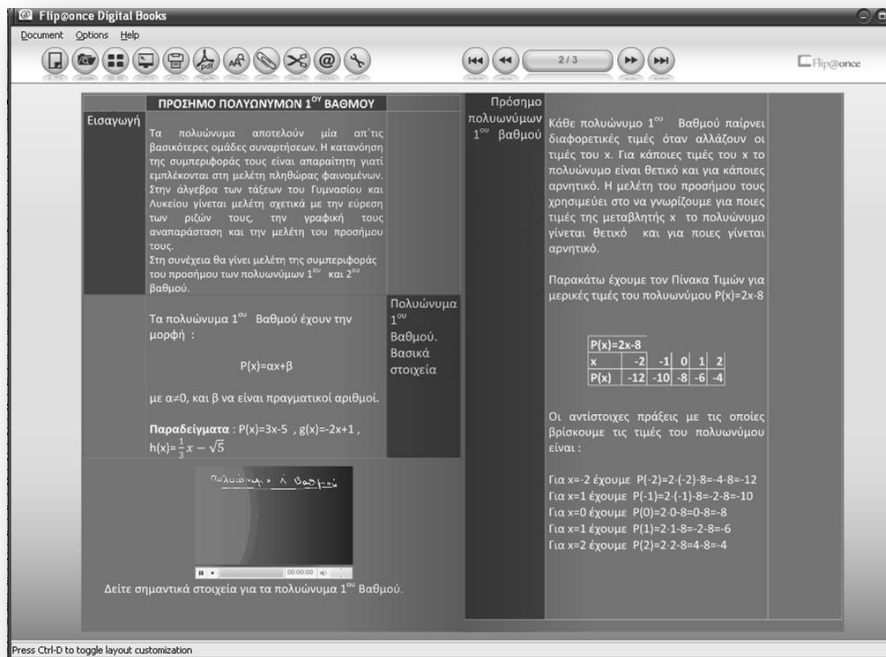 Flip@once Digital Books
Document Options Help
pdf
2 / 3
Flip@once
ΠΡΟΣΗΜΟ ΠΟΛΥΩΝΥΜΩΝ 1ΟΥ ΒΑΘΜΟΥ
Εισαγωγή
Τα πολυώνυμα αποτελούν μία απ΄τις
βασικότερες ομάδες συναρτήσεων. Η κατανόηση
της συμπεριφοράς τους είναι απαραίτητη γιατί
εμπλέκονται στη μελέτη πληθώρας φαινομένων.
Στην άλγεβρα των τάξεων του Γυμνασίου και
Λυκείου γίνεται μελέτη σχετικά με την εύρεση
των ριζών τους, την γραφική τους
αναπαράσταση και την μελέτη του προσήμου
τους.
Στη συνέχεια θα γίνει μελέτη της συμπεριφοράς
του προσήμου των πολυωνύμων 1ου και 2ου
βαθμού.
Πολυώνυμα
1ου
Βαθμού.
Βασικά
στοιχεία
Τα πολυώνυμα 1ου Βαθμού έχουν την
μορφή :
P(x)=αx+β
με α≠0, και β να είναι πραγματικοί αριθμοί.
Παραδείγματα : P(x)=3x-5 , g(x)=-2x+1 ,
h(x)=1/3 x − √5
00:00:00
Δείτε σημαντικά στοιχεία για τα πολυώνυμα 1ου Βαθμού.
Πρόσημο
πολυωνύμων
1ου βαθμού
Κάθε πολυώνυμο 1ου Βαθμού παίρνει
διαφορετικές τιμές όταν αλλάζουν οι
τιμές του x. Για κάποιες τιμές του x το
πολυώνυμο είναι θετικό και για κάποιες
αρνητικό. Η μελέτη του προσήμου τους
χρησιμεύει στο να γνωρίζουμε για ποιες
τιμές της μεταβλητής x το πολυώνυμο
γίνεται θετικό και για ποιες γίνεται
αρνητικό.
Παρακάτω έχουμε τον Πίνακα Τιμών για
μερικές τιμές του πολυωνύμου P(x)=2x-8
P(x)=2x-8
x -2 -1 0 1 2
P(x) -12 -10 -8 -6 -4
Οι αντίστοιχες πράξεις με τις οποίες
βρίσκουμε τις τιμές του πολυωνύμου
είναι :
Για x=-2 έχουμε P(-2)=2·(-2)-8=-4-8=-12
Για x=1 έχουμε P(-1)=2·(-1)-8=-2-8=-10
Για x=0 έχουμε P(0)=2·0-8=0-8=-8
Για x=1 έχουμε P(1)=2·1-8=-2-8=-6
Για x=2 έχουμε P(2)=2·2-8=4-8=-4
Press Ctrl-D to toggle layout customization